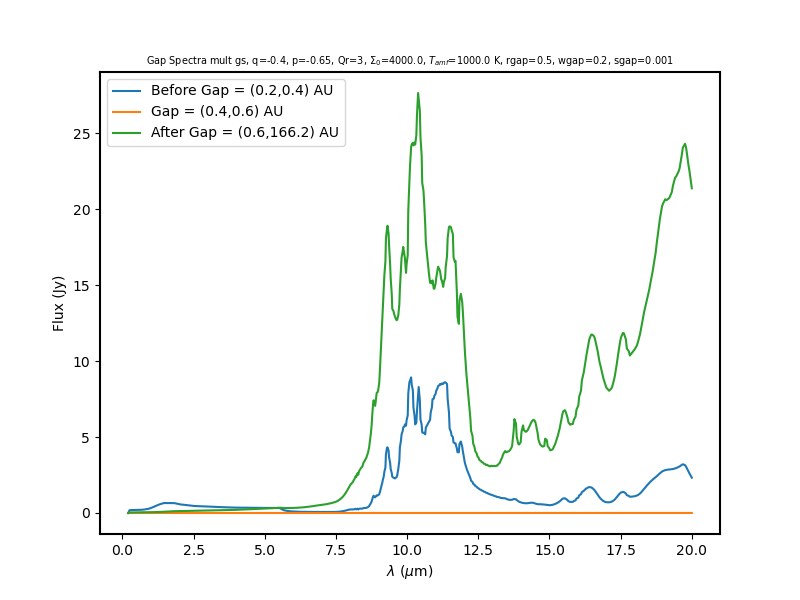 Gap Spectra mult gs, q=-0.4, p=-0.65, Qr=3, Σ₀=4000.0, T_amf=1000.0 K, rgap=0.5, wgap=0.2, sgap=0.001
Before Gap = (0.2,0.4) AU
Gap = (0.4,0.6) AU
After Gap = (0.6,166.2) AU
Flux (Jy)
25
20
15
10
5
0
0.0 2.5 5.0 7.5 10.0 12.5 15.0 17.5 20.0
λ (μm)